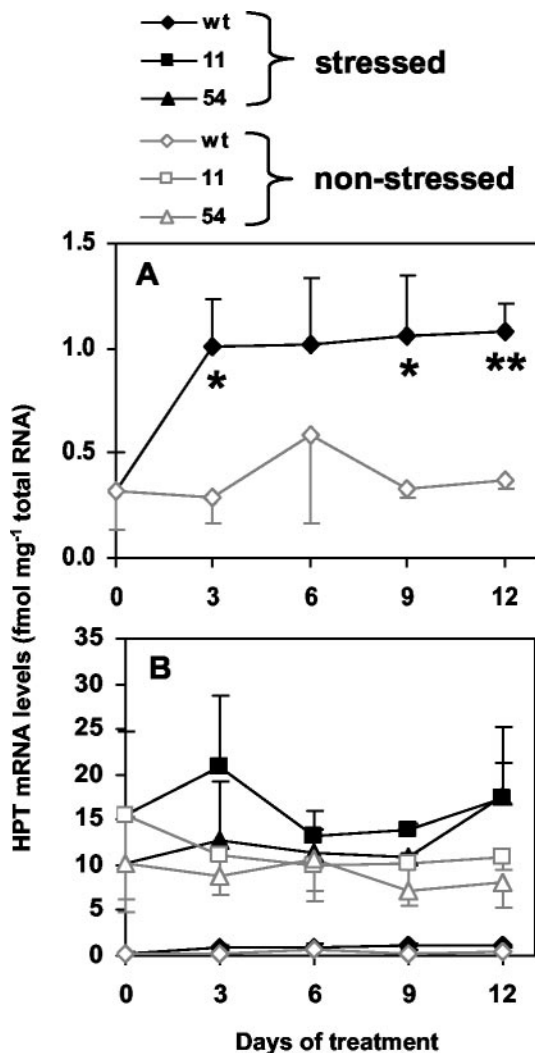 wt
11
54
stressed
wt
11
54
non-stressed
HPT mRNA levels (fmol mg⁻¹ total RNA)
A
1.5
1.0
0.5
0.0
*
*
**
0 3 6 9 12
B
35
30
25
20
15
10
5
0
0 3 6 9 12
Days of treatment